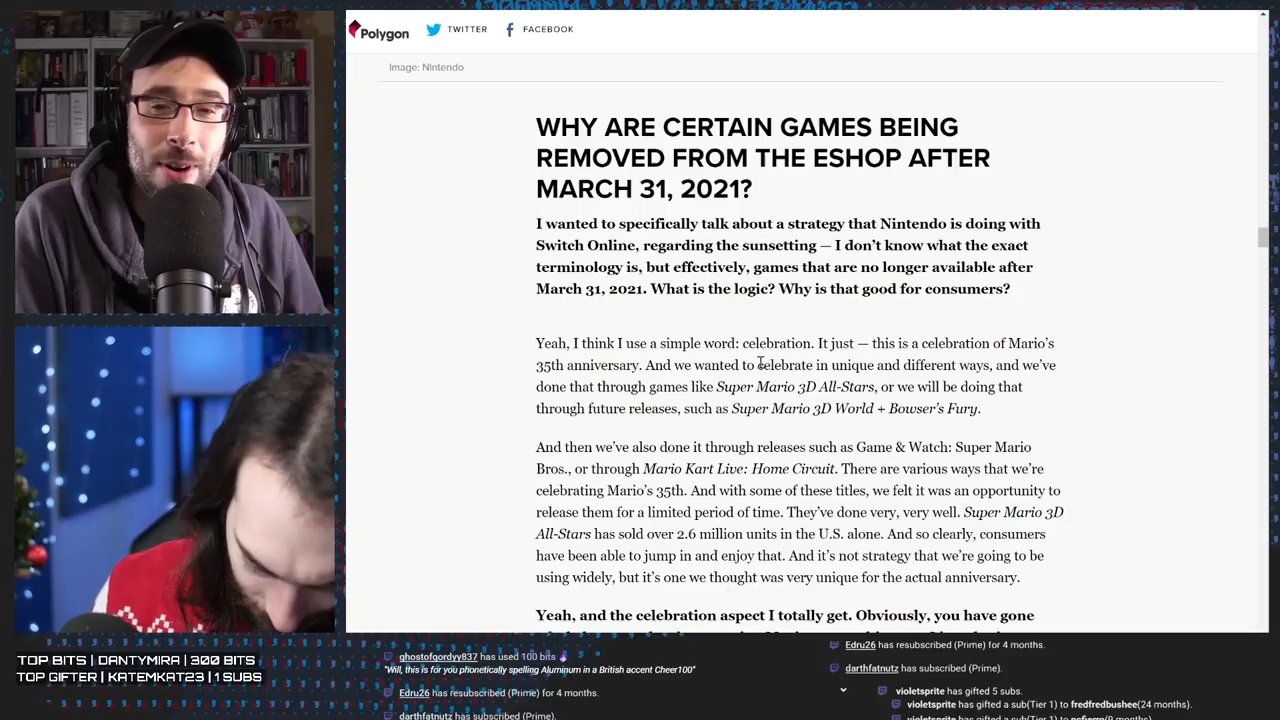 Polygon
TWITTER
FACEBOOK
Image: Nintendo
WHY ARE CERTAIN GAMES BEING
REMOVED FROM THE ESHOP AFTER
MARCH 31, 2021?
I wanted to specifically talk about a strategy that Nintendo is doing with
Switch Online, regarding the sunsetting — I don't know what the exact
terminology is, but effectively, games that are no longer available after
March 31, 2021. What is the logic? Why is that good for consumers?
Yeah, I think I use a simple word: celebration. It just — this is a celebration of Mario's
35th anniversary. And we wanted to celebrate in unique and different ways, and we've
done that through games like Super Mario 3D All-Stars, or we will be doing that
through future releases, such as Super Mario 3D World + Bowser's Fury.
And then we've also done it through releases such as Game & Watch: Super Mario
Bros., or through Mario Kart Live: Home Circuit. There are various ways that we're
celebrating Mario's 35th. And with some of these titles, we felt it was an opportunity to
release them for a limited period of time. They've done very, very well. Super Mario 3D
All-Stars has sold over 2.6 million units in the U.S. alone. And so clearly, consumers
have been able to jump in and enjoy that. And it's not strategy that we're going to be
using widely, but it's one we thought was very unique for the actual anniversary.
Yeah, and the celebration aspect I totally get. Obviously, you have gone
TOP BITS | DANTYMIRA | 300 BITS
TOP GIFTER | KATEMKAT23 | 1 SUBS
ghostofgordyy837 has used 100 bits
"Will, this is for you phonetically spelling Aluminum in a British accent Cheer100"
Edru26 has resubscribed (Prime) for 4 months.
darthfatnutz has subscribed (Prime).
Edru26 has resubscribed (Prime) for 4 months.
darthfatnutz has subscribed (Prime).
violetsprite has gifted 5 subs.
violetsprite has gifted a sub(Tier 1) to fredfredbushee(24 months).